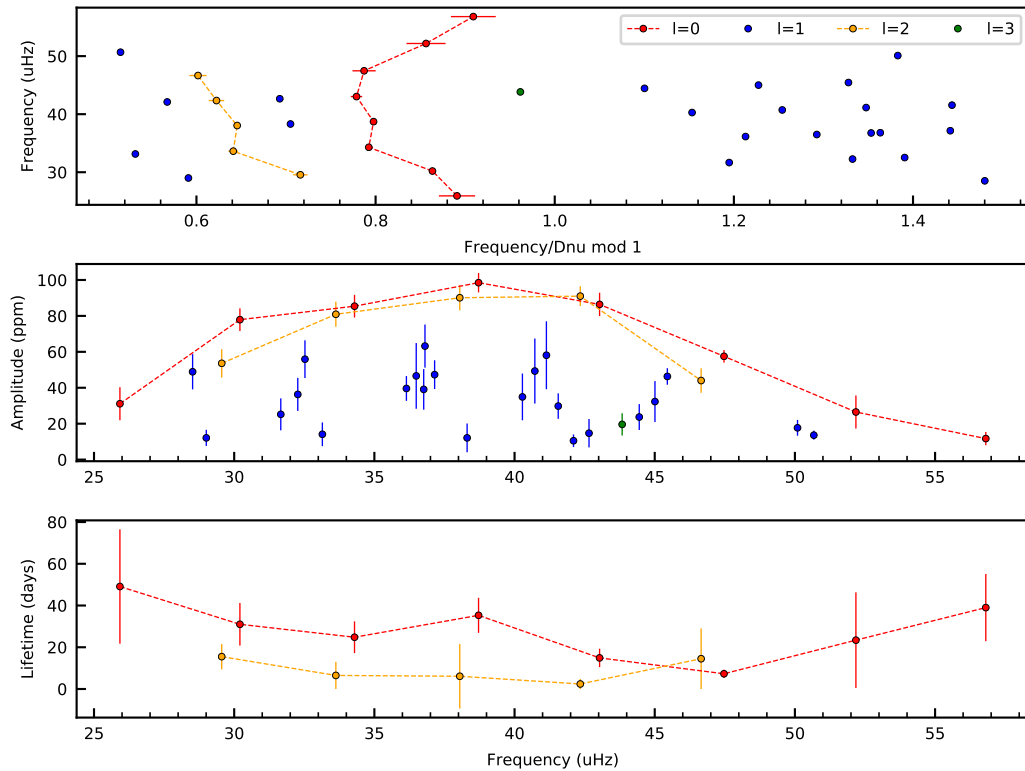 l=0 l=1 l=2 l=3
Frequency (uHz)
50
40
30
0.6 0.8 1.0 1.2 1.4
Frequency/Dnu mod 1
Amplitude (ppm)
100
80
60
40
20
0
25 30 35 40 45 50 55
Lifetime (days)
80
60
40
20
0
25 30 35 40 45 50 55
Frequency (uHz)